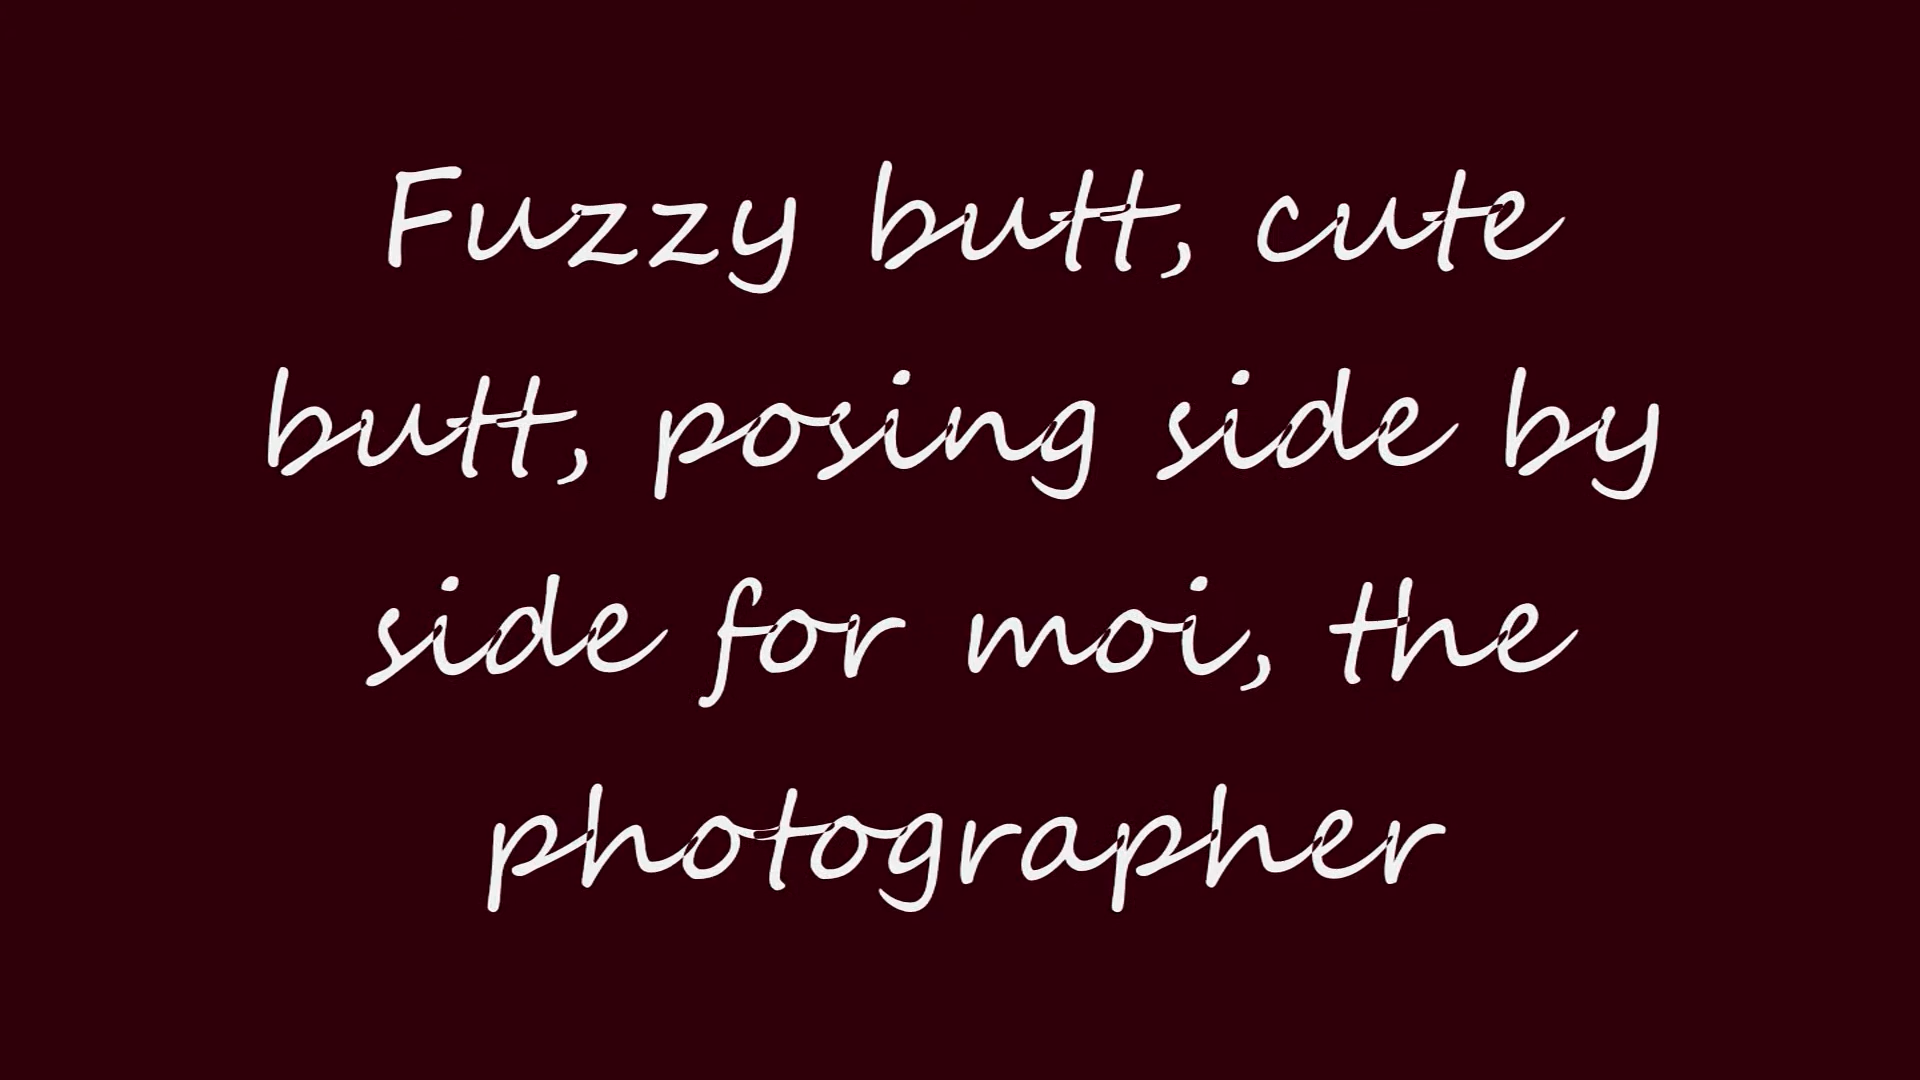 Fuzzy butt, cute
butt, posing side by
side for moi, the
photographer